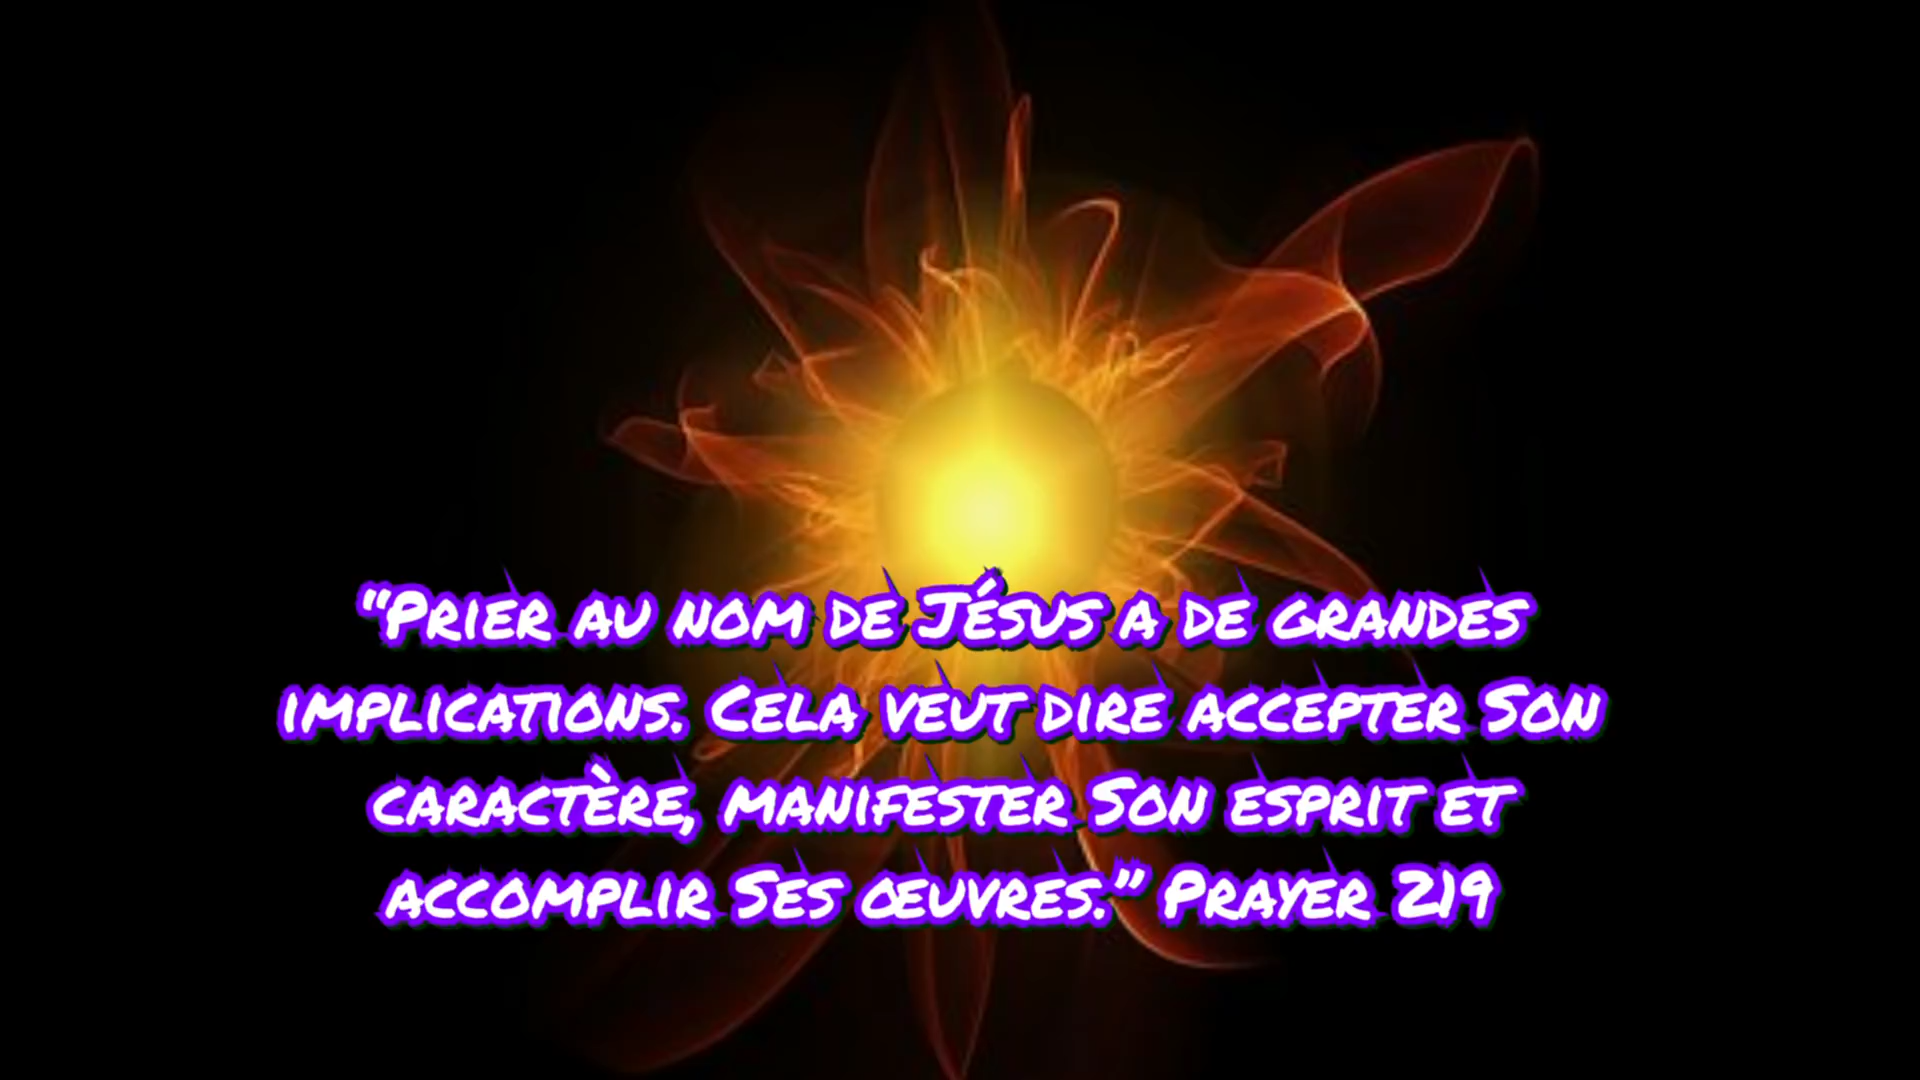 “Prier au nom de Jésus a de grandes
implications. Cela veut dire accepter Son
caractère, manifester Son esprit et
accomplir Ses œuvres.” Prayer 219